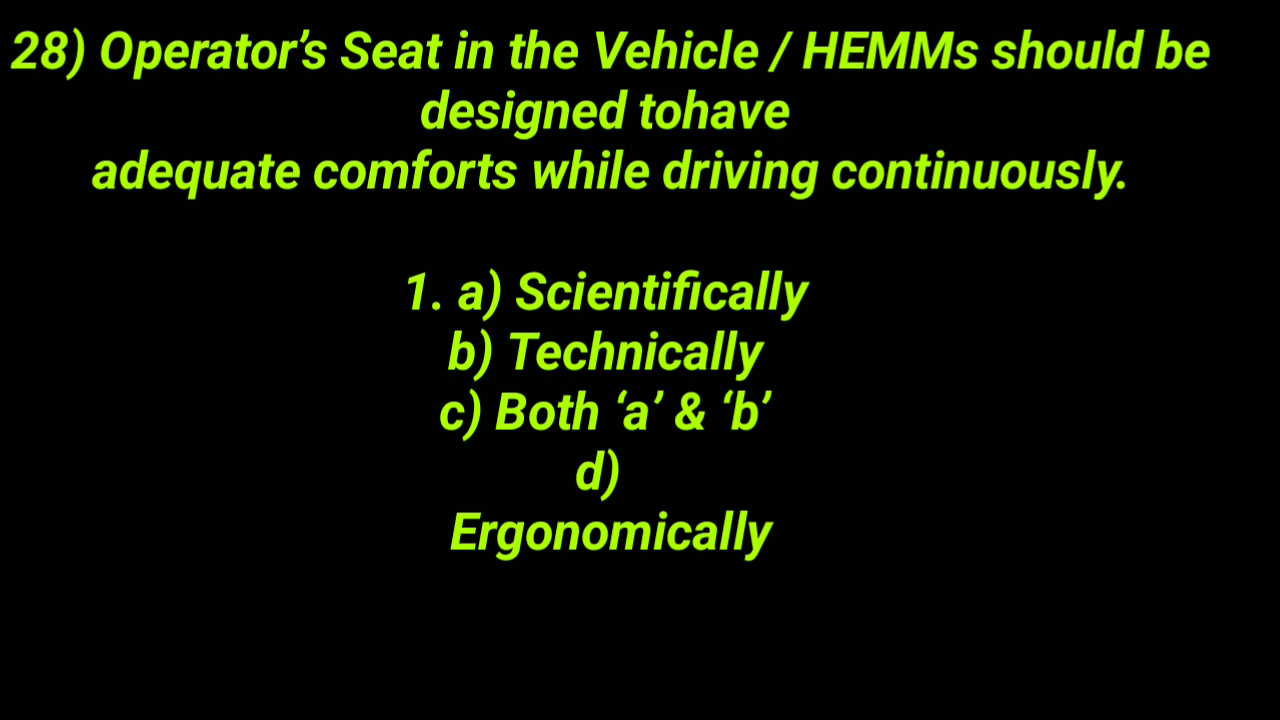 28) Operator’s Seat in the Vehicle / HEMMs should be
designed tohave
adequate comforts while driving continuously.
1. a) Scientifically
b) Technically
c) Both ‘a’ & ‘b’
d)
Ergonomically